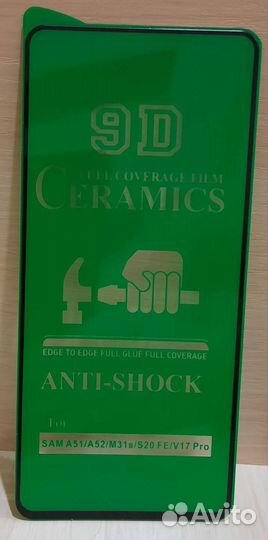 9D
FULL COVERAGE FILM
CERAMICS
EDGE TO EDGE FULL GLUE FULL COVERAGE
ANTI-SHOCK
For
SAM A51/A52/M31s/S20 FE/V17 Pro
Avito